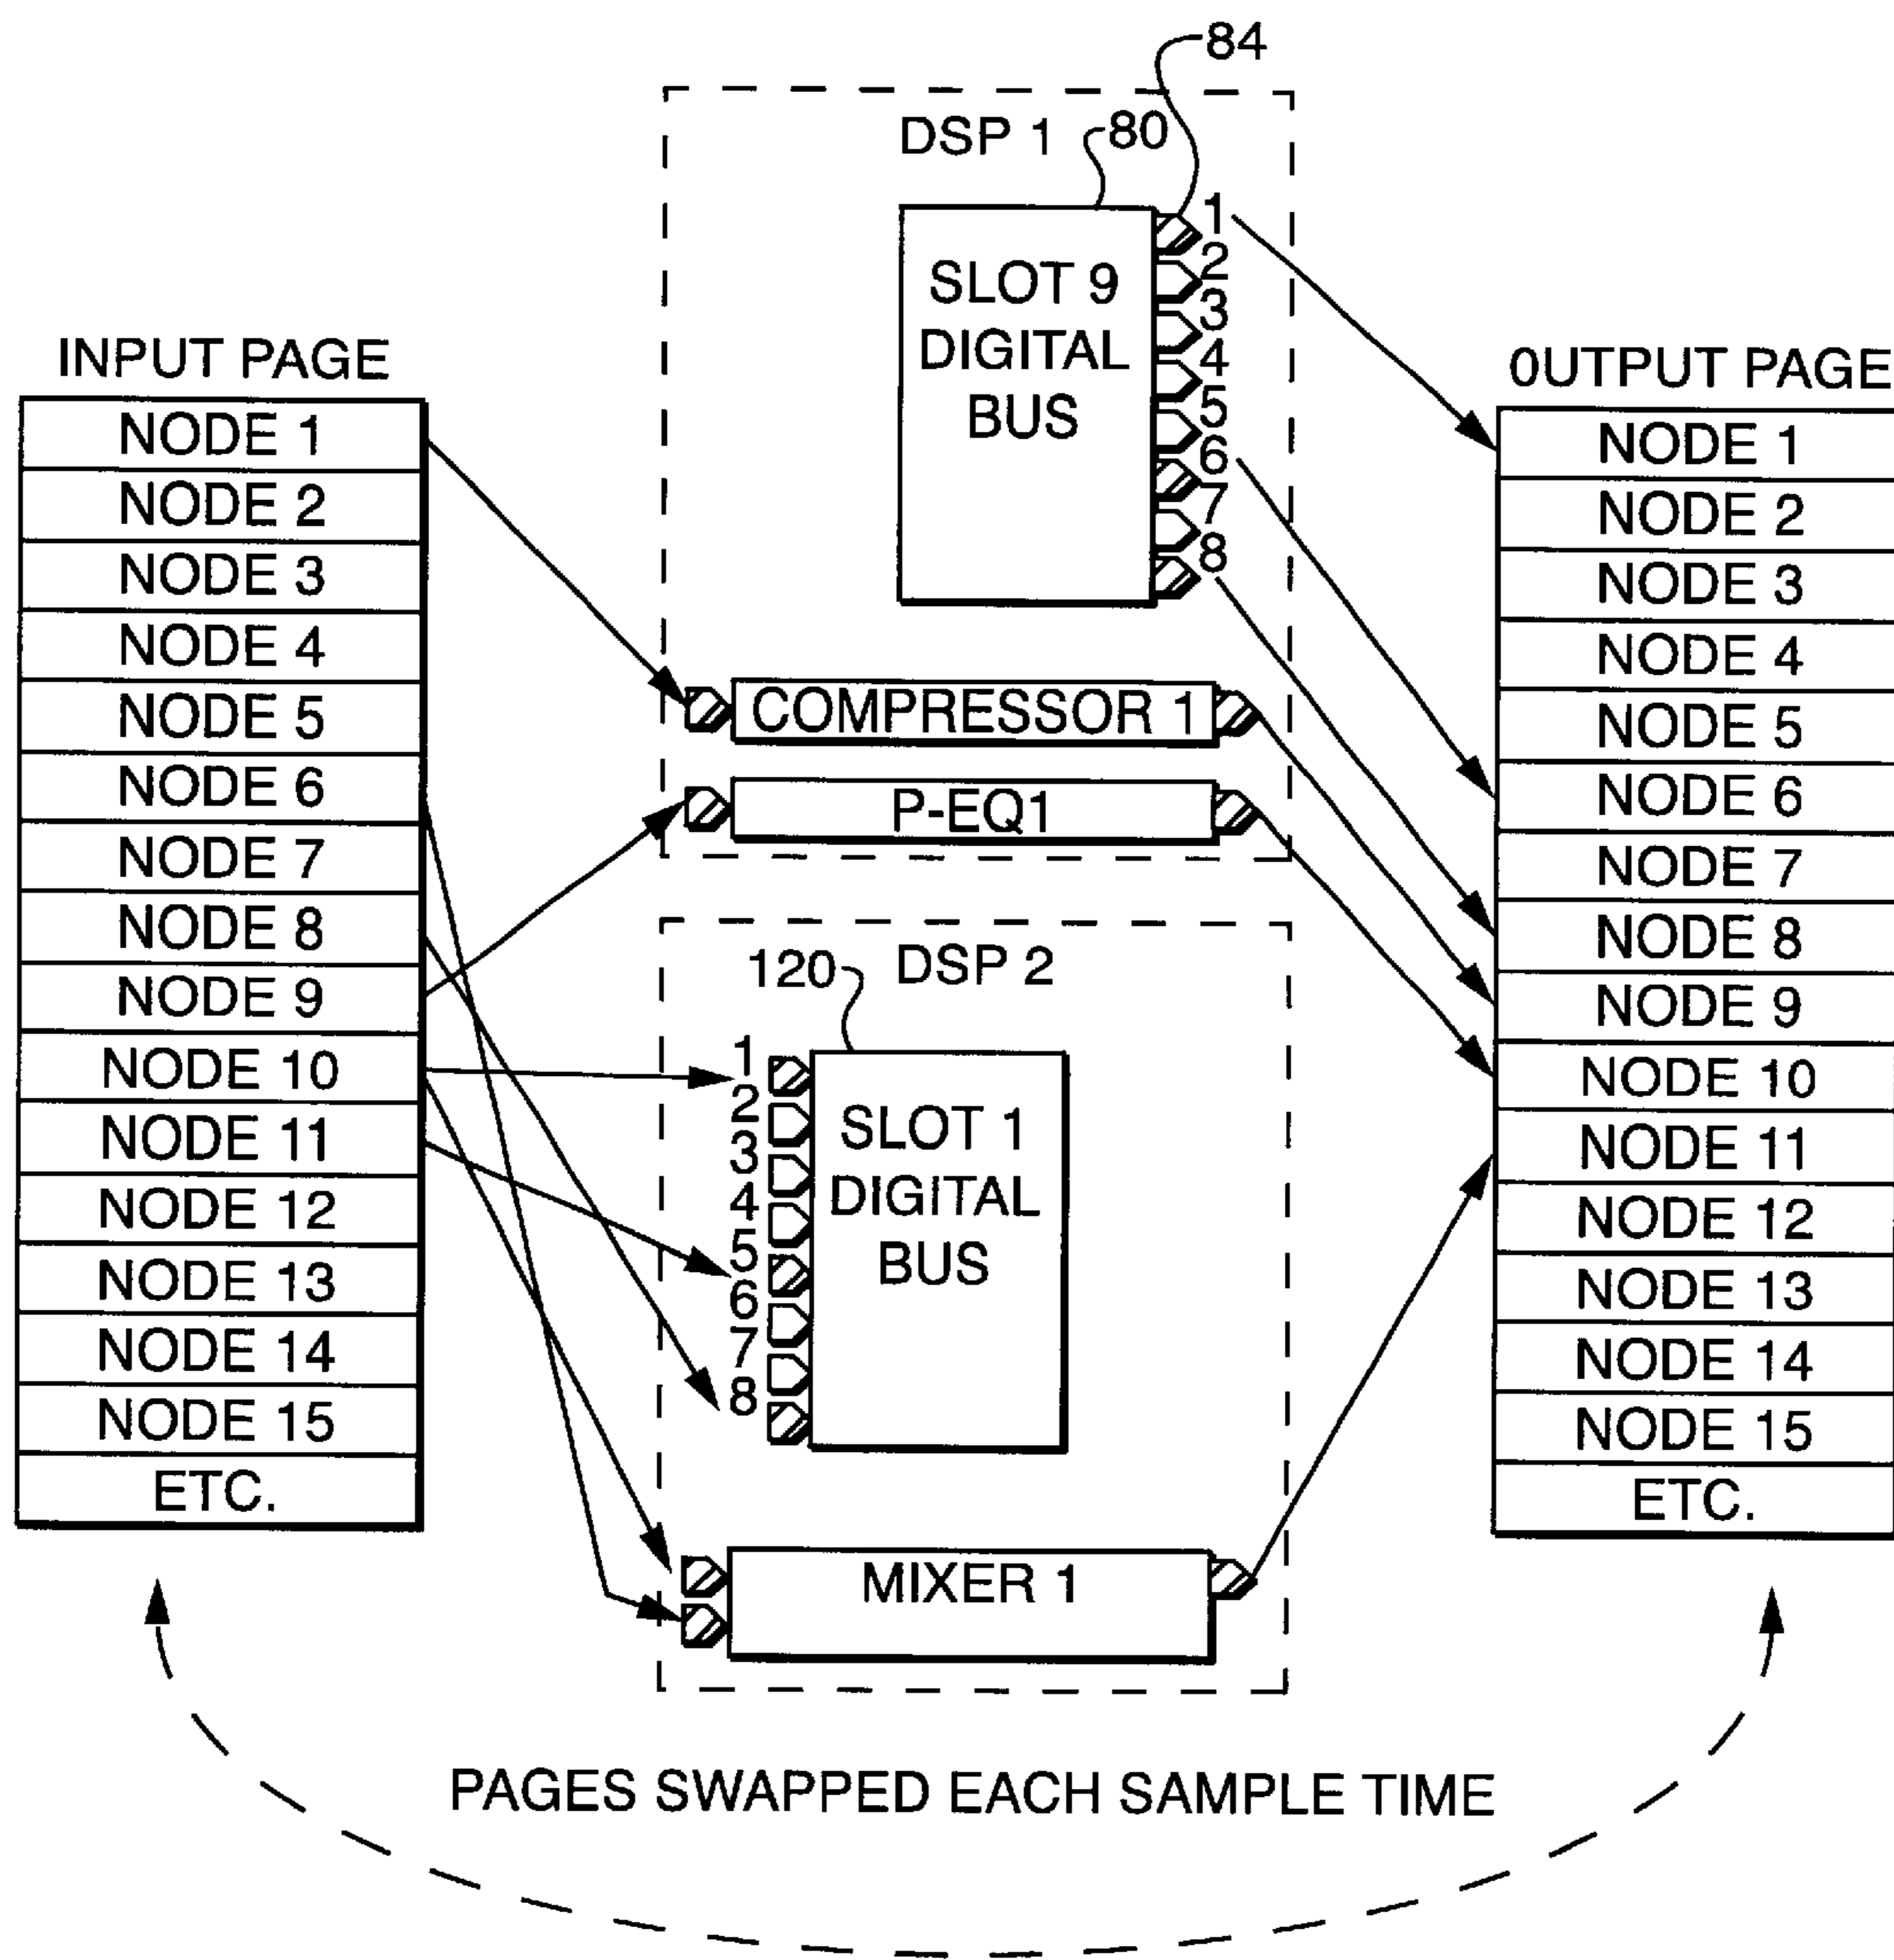 84
DSP 1
80
1
2
3
4
5
6
7
8
SLOT 9
DIGITAL
BUS
INPUT PAGE
NODE 1
NODE 2
NODE 3
NODE 4
NODE 5
NODE 6
NODE 7
NODE 8
NODE 9
NODE 10
NODE 11
NODE 12
NODE 13
NODE 14
NODE 15
ETC.
COMPRESSOR 1
P-EQ1
120
DSP 2
1
2
3
4
5
6
7
8
SLOT 1
DIGITAL
BUS
MIXER 1
0UTPUT PAGE
NODE 1
NODE 2
NODE 3
NODE 4
NODE 5
NODE 6
NODE 7
NODE 8
NODE 9
NODE 10
NODE 11
NODE 12
NODE 13
NODE 14
NODE 15
ETC.
PAGES SWAPPED EACH SAMPLE TIME